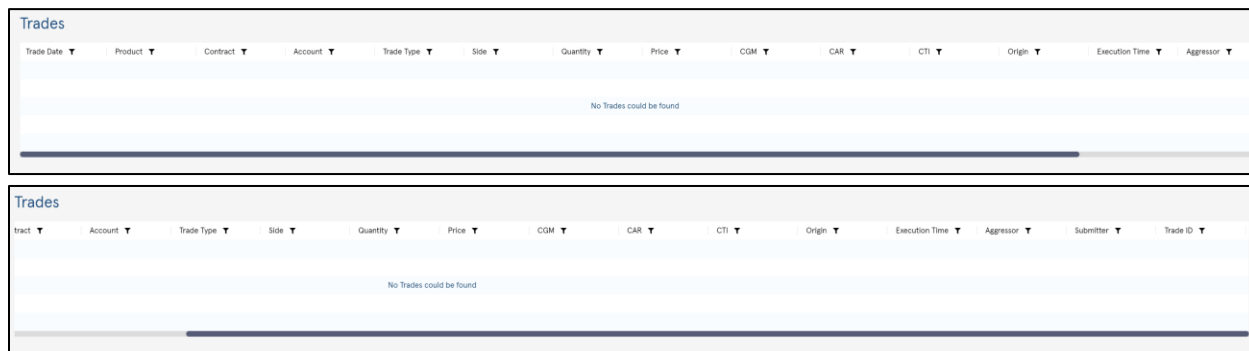 Trades
Trade Date Product Contract Account Trade Type Side Quantity Price CGM CAR CTI Origin Execution Time Aggressor
No Trades could be found
Trades
tract Account Trade Type Side Quantity Price CGM CAR CTI Origin Execution Time Aggressor Submitter Trade ID
No Trades could be found